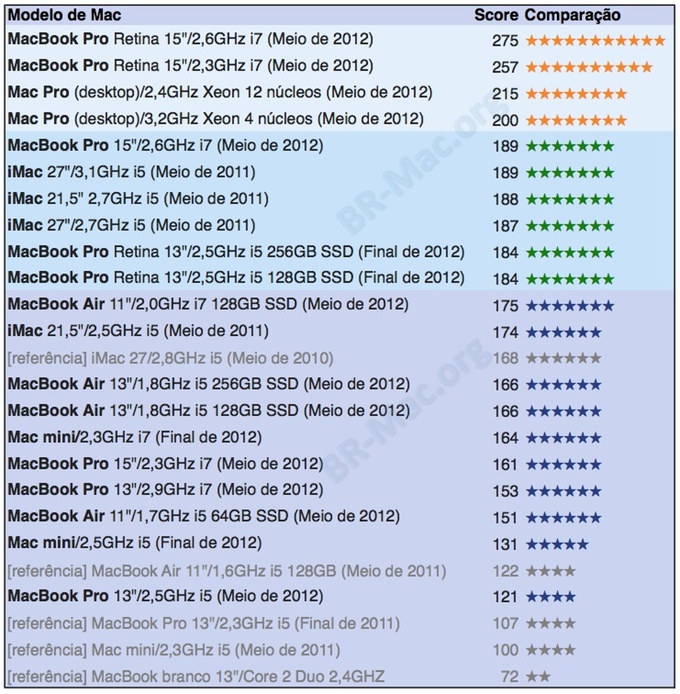 Modelo de Mac Score Comparação
MacBook Pro Retina 15"/2,6GHz i7 (Meio de 2012) 275 ★★★★★★★★★★★
MacBook Pro Retina 15"/2,3GHz i7 (Meio de 2012) 257 ★★★★★★★★★★
Mac Pro (desktop)/2,4GHz Xeon 12 núcleos (Meio de 2012) 215 ★★★★★★★★
Mac Pro (desktop)/3,2GHz Xeon 4 núcleos (Meio de 2012) 200 ★★★★★★★★
MacBook Pro 15"/2,6GHz i7 (Meio de 2012) 189 ★★★★★★★
iMac 27"/3,1GHz i5 (Meio de 2011) 189 ★★★★★★★
iMac 21,5" 2,7GHz i5 (Meio de 2011) 188 ★★★★★★★
iMac 27"/2,7GHz i5 (Meio de 2011) 187 ★★★★★★★
MacBook Pro Retina 13"/2,5GHz i5 256GB SSD (Final de 2012) 184 ★★★★★★★
MacBook Pro Retina 13"/2,5GHz i5 128GB SSD (Final de 2012) 184 ★★★★★★★
MacBook Air 11"/2,0GHz i7 128GB SSD (Meio de 2012) 175 ★★★★★★★
iMac 21,5"/2,5GHz i5 (Meio de 2011) 174 ★★★★★★
[referência] iMac 27/2,8GHz i5 (Meio de 2010) 168 ★★★★★★
MacBook Air 13"/1,8GHz i5 256GB SSD (Meio de 2012) 166 ★★★★★★
MacBook Air 13"/1,8GHz i5 128GB SSD (Meio de 2012) 166 ★★★★★★
Mac mini/2,3GHz i7 (Final de 2012) 164 ★★★★★★
MacBook Pro 15"/2,3GHz i7 (Meio de 2012) 161 ★★★★★★
MacBook Pro 13"/2,9GHz i7 (Meio de 2012) 153 ★★★★★★
MacBook Air 11"/1,7GHz i5 64GB SSD (Meio de 2012) 151 ★★★★★★
Mac mini/2,5GHz i5 (Final de 2012) 131 ★★★★★
[referência] MacBook Air 11"/1,6GHz i5 128GB (Meio de 2011) 122 ★★★★
MacBook Pro 13"/2,5GHz i5 (Meio de 2012) 121 ★★★★
[referência] MacBook Pro 13"/2,3GHz i5 (Final de 2011) 107 ★★★★
[referência] Mac mini/2,3GHz i5 (Meio de 2011) 100 ★★★★
[referência] MacBook branco 13"/Core 2 Duo 2,4GHZ 72 ★★
BR-Mac.org
BR-Mac.org